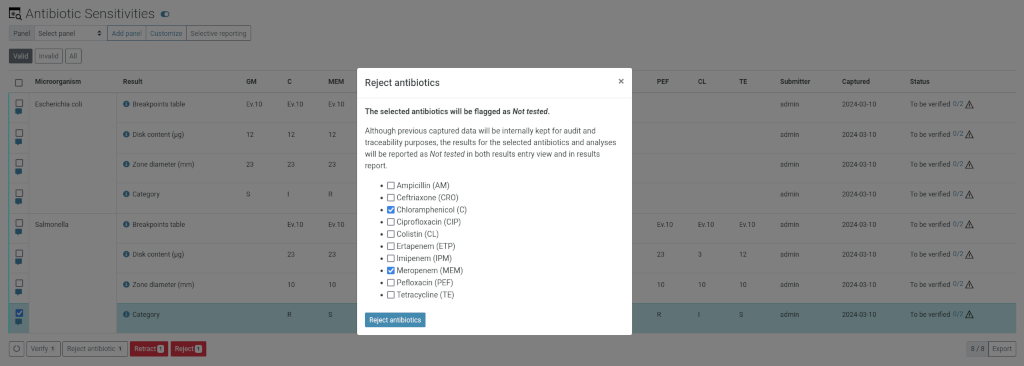 Antibiotic Sensitivities
Panel Select panel Add panel Customize Selective reporting
Valid Invalid All
Microorganism Result GM C MEM PEF CL TE Submitter Captured Status
Escherichia coli Breakpoints table Ev.10 Ev.10 Ev.10 admin 2024-03-10 To be verified 0/2
Disk content (µg) 12 12 12 admin 2024-03-10 To be verified 0/2
Zone diameter (mm) 23 23 23 admin 2024-03-10 To be verified 0/2
Category S I R admin 2024-03-10 To be verified 0/2
Salmonella Breakpoints table Ev.10 Ev.10 Ev.10 Ev.10 Ev.10 admin 2024-03-10 To be verified 0/2
Disk content (µg) 23 23 23 3 12 admin 2024-03-10 To be verified 0/2
Zone diameter (mm) 10 10 10 10 10 admin 2024-03-10 To be verified 0/2
Category R S R I S admin 2024-03-10 To be verified 0/2
Verify 1 Reject antibiotic 1 Retract 1 Reject 1 8 / 8 Export
Reject antibiotics ×
The selected antibiotics will be flagged as Not tested.
Although previous captured data will be internally kept for audit and
traceability purposes, the results for the selected antibiotics and analyses
will be reported as Not tested in both results entry view and in results
report.
Ampicillin (AM)
Ceftriaxone (CRO)
Chloramphenicol (C)
Ciprofloxacin (CIP)
Colistin (CL)
Ertapenem (ETP)
Imipenem (IPM)
Meropenem (MEM)
Pefloxacin (PEF)
Tetracycline (TE)
Reject antibiotics